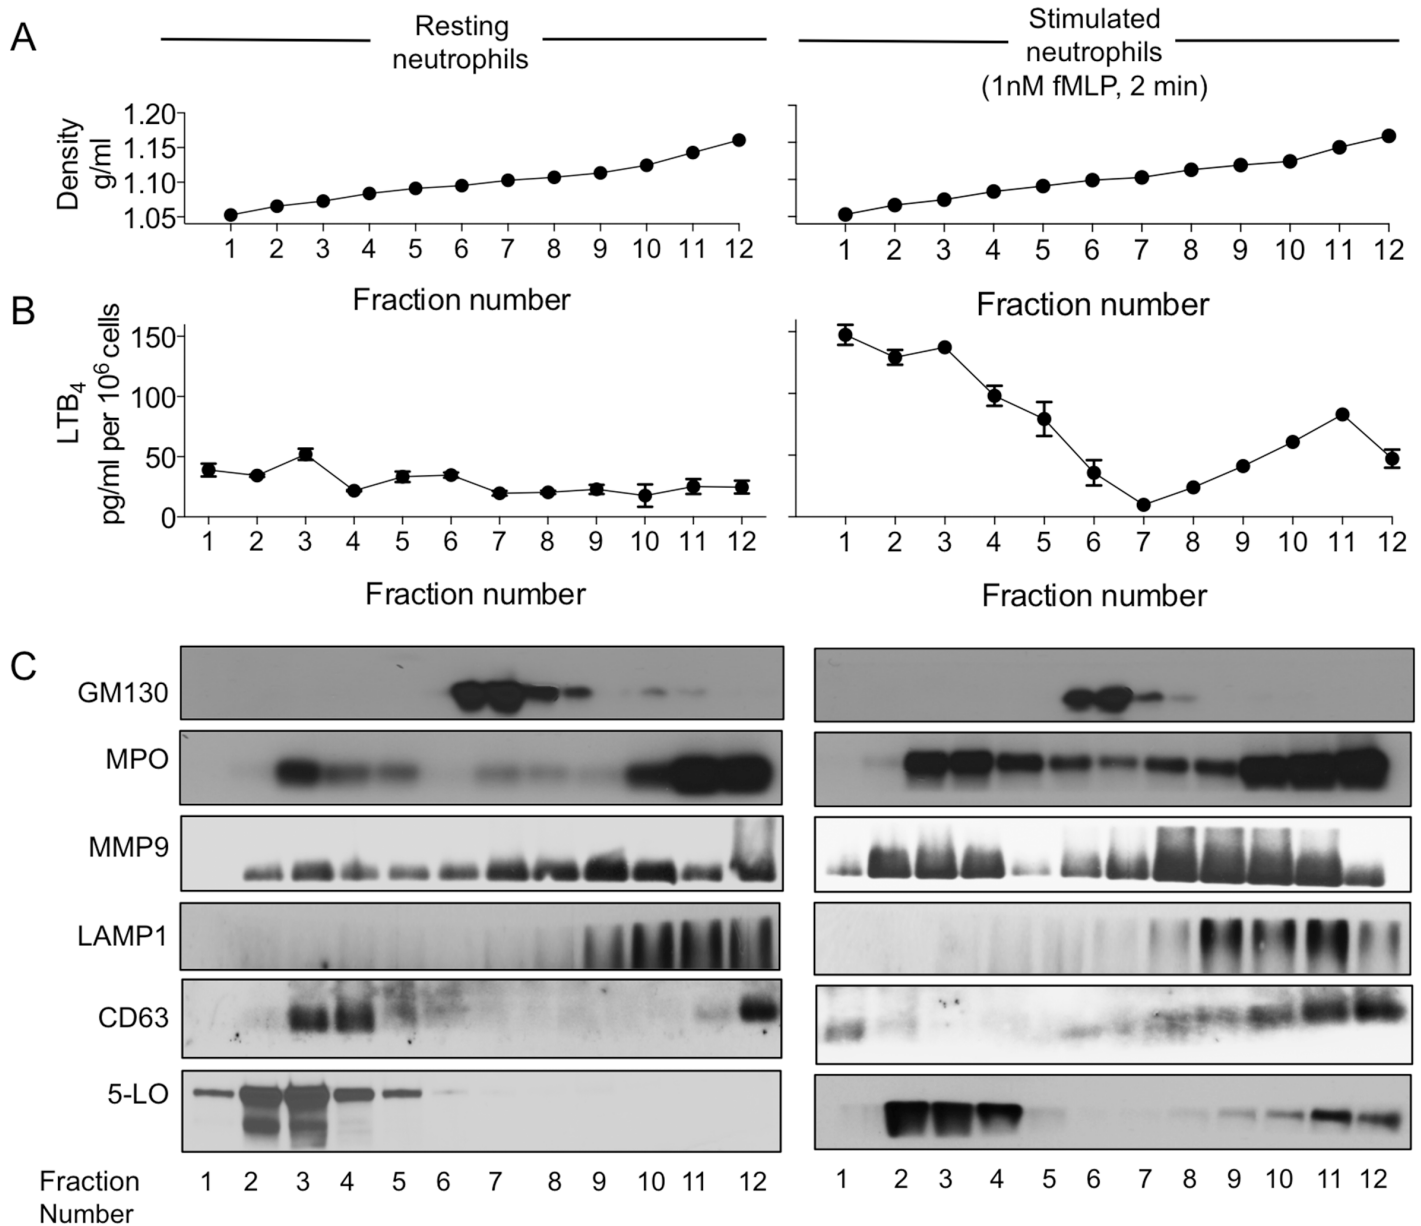 A
Resting
neutrophils
Stimulated
neutrophils
(1nM fMLP, 2 min)
Density
g/ml
1.20
1.15
1.10
1.05
1 2 3 4 5 6 7 8 9 10 11 12
1 2 3 4 5 6 7 8 9 10 11 12
Fraction number
Fraction number
B
LTB4
pg/ml per 10^6 cells
150
100
50
0
1 2 3 4 5 6 7 8 9 10 11 12
1 2 3 4 5 6 7 8 9 10 11 12
Fraction number
Fraction number
C
GM130
MPO
MMP9
LAMP1
CD63
5-LO
Fraction
Number
1 2 3 4 5 6 7 8 9 10 11 12
1 2 3 4 5 6 7 8 9 10 11 12